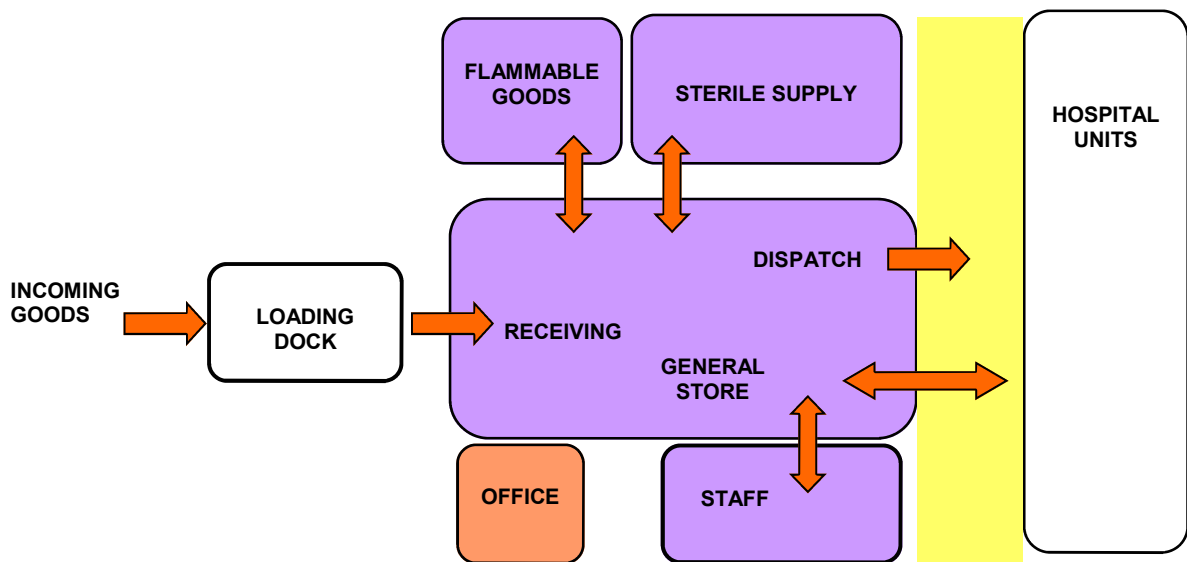 FLAMMABLE
GOODS
STERILE SUPPLY
HOSPITAL
UNITS
DISPATCH
INCOMING
GOODS
LOADING
DOCK
RECEIVING
GENERAL
STORE
OFFICE
STAFF